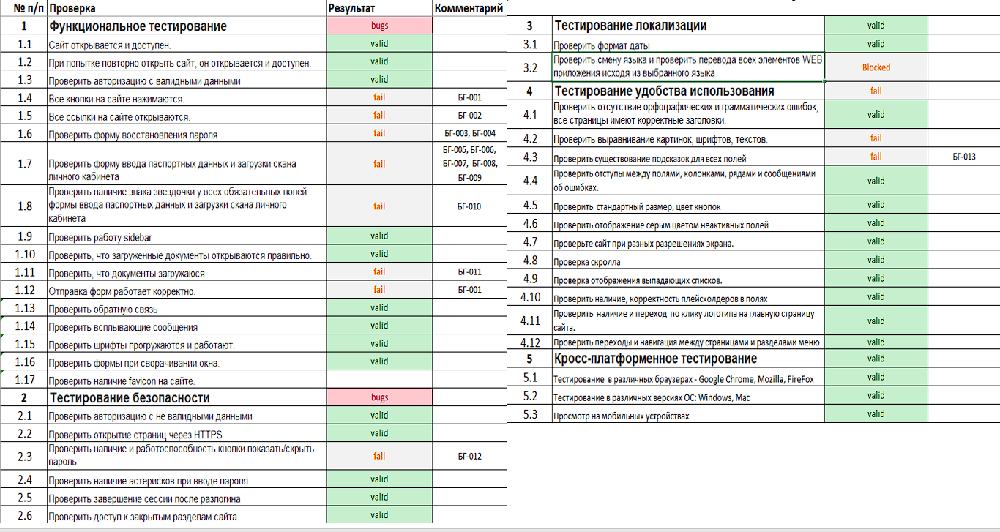 № п/п Проверка Результат Комментарий
1 Функциональное тестирование bugs
1.1 Сайт открывается и доступен. valid
1.2 При попытке повторно открыть сайт, он открывается и доступен. valid
1.3 Проверить авторизацию с валидными данными valid
1.4 Все кнопки на сайте нажимаются. fail БГ-001
1.5 Все ссылки на сайте открываются. fail БГ-002
1.6 Проверить форму восстановления пароля fail БГ-003, БГ-004
БГ-005, БГ-006,
1.7 Проверить форму ввода паспортных данных и загрузки скана fail БГ-007, БГ-008,
личного кабинета БГ-009
Проверить наличие знака звездочки у всех обязательных полей
1.8 формы ввода паспортных данных и загрузки скана личного fail БГ-010
кабинета
1.9 Проверить работу sidebar valid
1.10 Проверить, что загруженные документы открываются правильно. valid
1.11 Проверить, что документы загружаюся fail БГ-011
1.12 Отправка форм работает корректно. fail БГ-001
1.13 Проверить обратную связь valid
1.14 Проверить всплывающие сообщения valid
1.15 Проверить шрифты прогружаются и работают. valid
1.16 Проверить формы при сворачивании окна. valid
1.17 Проверить наличие favicon на сайте.
2 Тестирование безопасности bugs
2.1 Проверить авторизацию с не валидными данными valid
2.2 Проверить открытие страниц через HTTPS valid
2.3 Проверить наличие и работоспособность кнопки показать/скрыть fail БГ-012
пароль
2.4 Проверить наличие астерисков при вводе пароля valid
2.5 Проверить завершение сессии после разлогина valid
2.6 Проверить доступ к закрытым разделам сайта valid
3 Тестирование локализации valid
3.1 Проверить формат даты valid
3.2 Проверить смену языка и проверить перевода всех элементов WEB Blocked
приложения исходя из выбранного языка
4 Тестирование удобства использования fail
4.1 Проверить отсутствие орфографических и грамматических ошибок, valid
все страницы имеют корректные заголовки.
4.2 Проверить выравнивание картинок, шрифтов, текстов. fail
4.3 Проверить существование подсказок для всех полей fail БГ-013
4.4 Проверить отступы между полями, колонками, рядами и сообщениями valid
об ошибках.
4.5 Проверить стандартный размер, цвет кнопок valid
4.6 Проверить отображение серым цветом неактивных полей valid
4.7 Проверьте сайт при разных разрешениях экрана. valid
4.8 Проверка скролла valid
4.9 Проверка отображения выпадающих списков. valid
4.10 Проверить наличие, корректность плейсхолдеров в полях valid
4.11 Проверить наличие и переход по клику логотипа на главную страницу valid
сайта.
4.12 Проверить переходы и навигация между страницами и разделами меню valid
5 Кросс-платформенное тестирование valid
5.1 Тестирование в различных браузерах - Google Chrome, Mozilla, FireFox valid
5.2 Тестирование в различных версиях ОС: Windows, Mac valid
5.3 Просмотр на мобильных устройствах valid